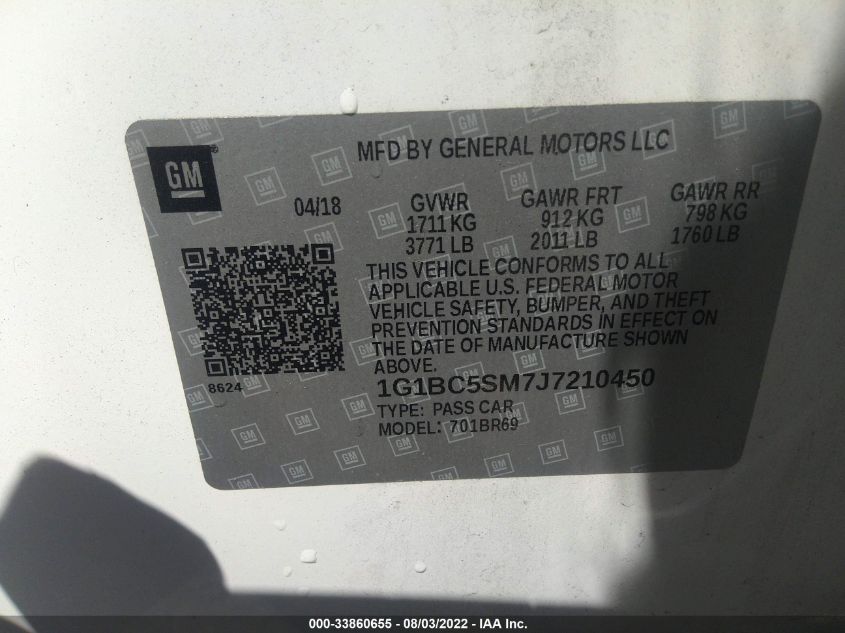 MFD BY GENERAL MOTORS LLC
GM
04/18
GVWR GAWR FRT GAWR RR
1711 KG 912 KG 798 KG
3771 LB 2011 LB 1760 LB
THIS VEHICLE CONFORMS TO ALL
APPLICABLE U.S. FEDERAL MOTOR
VEHICLE SAFETY, BUMPER, AND THEFT
PREVENTION STANDARDS IN EFFECT ON
THE DATE OF MANUFACTURE SHOWN
ABOVE.
8624
1G1BC5SM7J7210450
TYPE: PASS CAR
MODEL: 701BR69
000-33860655 - 08/03/2022 - IAA Inc.